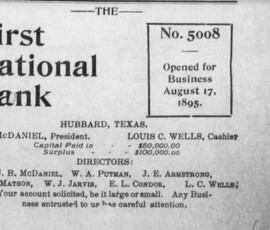 THE
irst
ational
ank
No. 5008
Opened for
Business
August 17,
1895.
HUBBARD, TEXAS.
McDANIEL, President. LOUIS C. WELLS, Cashier
Capital Paid in - - $50,000.00
Surplus - - $100,000.00
DIRECTORS:
J. B. McDANIEL, W. A. PUTMAN, J. E. ARMSTRONG,
MATSON, W. J. JARVIS, E. L. CONDOR, L. C. WELLS,
Your account solicited, be it large or small. Any Busi-
ness entrusted to us has careful attention.